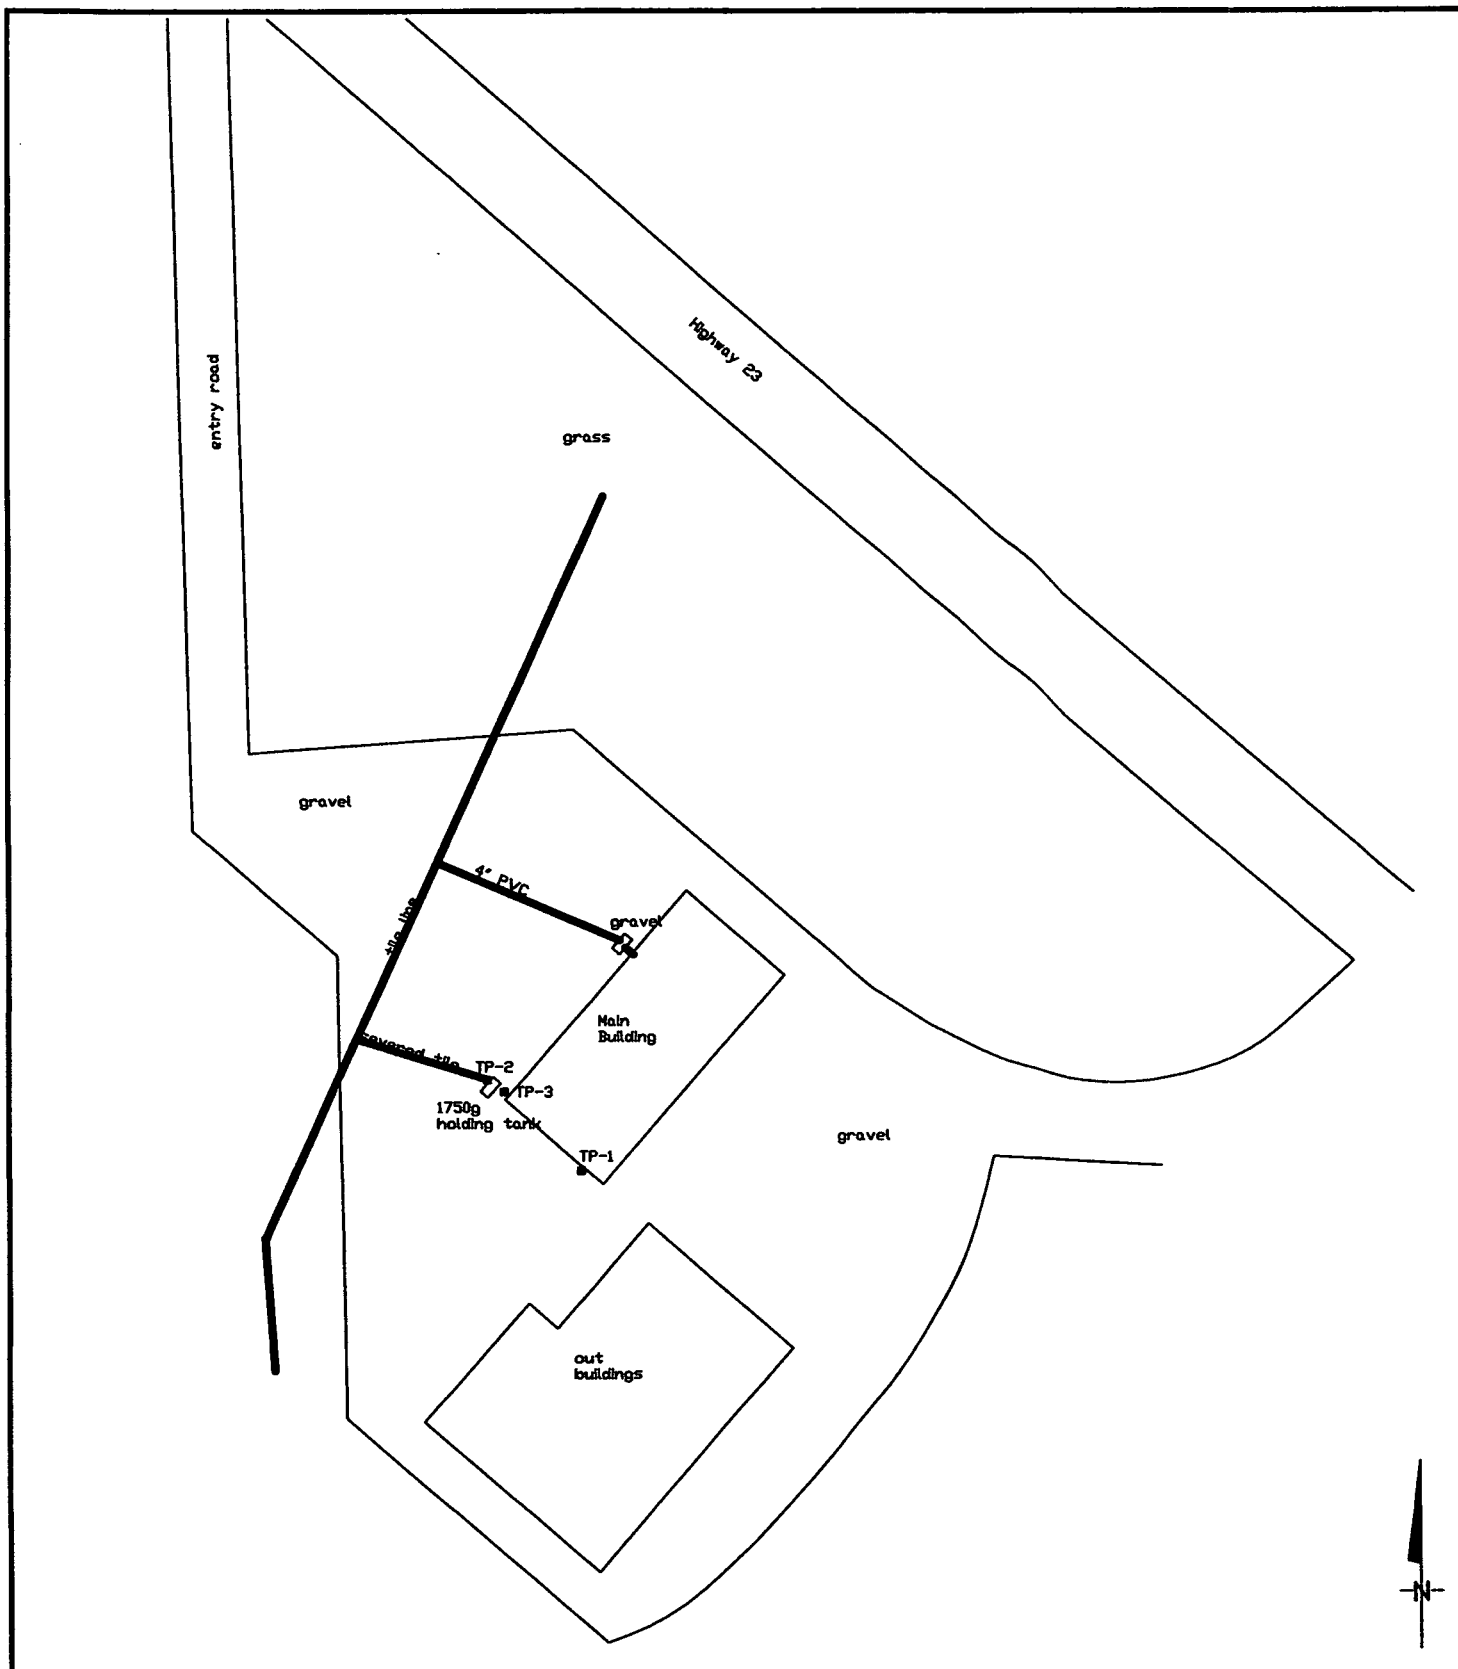 Highway 23
entry road
grass
gravel
4" PVC
tile line
gravel
Main
Building
covered tile
TP-2
TP-3
1750g
holding tank
gravel
TP-1
out
buildings
N